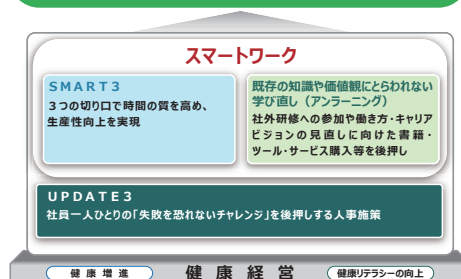 スマートワーク
SMART3
3つの切り口で時間の質を高め、
生産性向上を実現
既存の知識や価値観にとらわれない
学び直し（アンラーニング）
社外研修への参加や働き方・キャリア
ビジョンの見直しに向けた書籍・
ツール・サービス購入等を後押し
UPDATE3
社員一人ひとりの「失敗を恐れないチャレンジ」を後押しする人事施策
健康増進
健康経営
健康リテラシーの向上